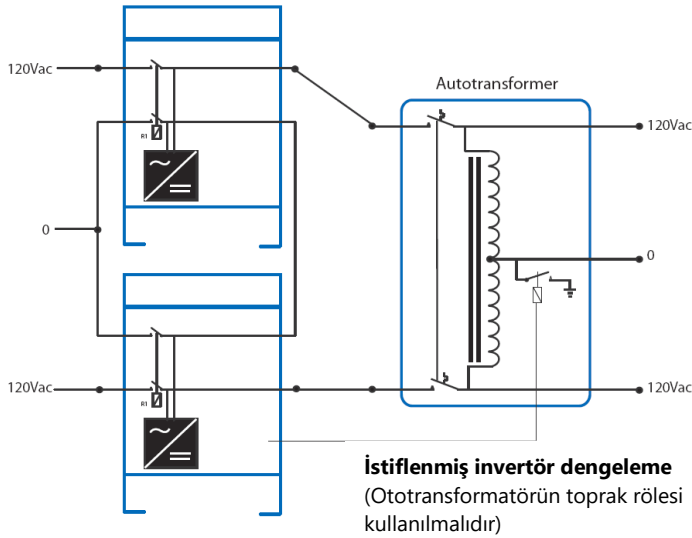 120Vac
R1
0
120Vac
R1
Autotransformer
120Vac
0
120Vac
İstiflenmiş invertör dengeleme
(Ototransformatörün toprak rölesi
kullanılmalıdır)